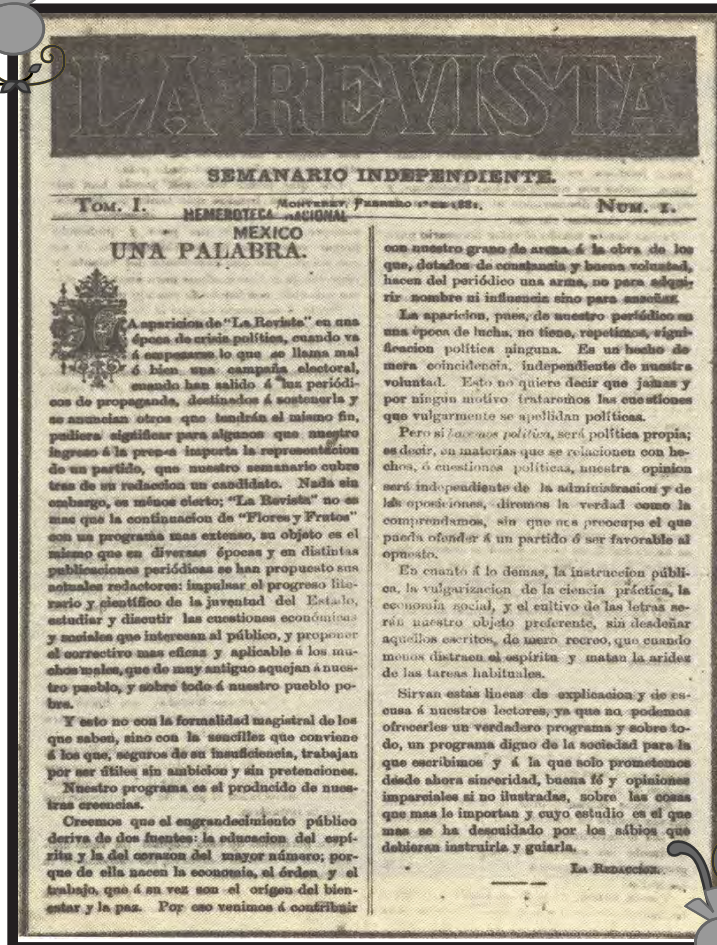 LA REVISTA
SEMANARIO INDEPENDIENTE.
TOM. I.
MONTEREY, FEBRERO 1º DE 1881.
NUM. 1.
HEMEROTECA NACIONAL
MEXICO
UNA PALABRA.
LA aparicion de "La Revista" en una
época de crisis política, cuando va
á empezarse lo que se llama mal
ó bien una campaña electoral,
cuando han salido á luz periódi-
cos de propaganda, destinados á sostenerla y
se anuncian otros que tendrán el mismo fin,
pudiera significar para algunos que nuestro
ingreso á la prensa importa la representacion
de un partido, que nuestro semanario cubre
tras de su redaccion un candidato. Nada sin
embargo, es ménos cierto; "La Revista" no es
mas que la continuacion de "Flores y Frutos"
con un programa mas extenso, su objeto es el
mismo que en diversas épocas y en distintas
publicaciones periódicas se han propuesto sus
actuales redactores: impulsar el progreso lite-
rario y científico de la juventud del Estado,
estudiar y discutir las cuestiones económicas
y sociales que interesan al público, y proponer
el correctivo mas eficaz y aplicable á los mu-
chos males, que de muy antiguo aquejan á nues-
tro pueblo, y sobre todo á nuestro pueblo po-
bre.
Y esto no con la formalidad magistral de los
que saben, sino con la sencillez que conviene
á los que, seguros de su insuficiencia, trabajan
por ser útiles sin ambicion y sin pretenciones.
Nuestro programa es el producido de nues-
tras creencias.
Creemos que el engrandecimiento público
deriva de dos fuentes: la educacion del espí-
ritu y la del corazon del mayor número; por-
que de ella nacen la economía, el órden y el
trabajo, que á su vez son el orígen del bien-
estar y la paz. Por eso venimos á contribuir
con nuestro grano de arena á la obra de los
que, dotados de constancia y buena voluntad,
hacen del periódico una arma, no para adqui-
rir nombre ni influencia sino para enseñar.
La aparicion, pues, de nuestro periódico en
una época de lucha, no tiene, repetimos, signi-
ficacion política ninguna. Es un hecho de
mera coincidencia, independiente de nuestra
voluntad. Esto no quiere decir que jamas y
por ningun motivo trataremos las cuestiones
que vulgarmente se apellidan políticas.
Pero si hacemos política, será política propia;
es decir, en materias que se relacionen con he-
chos, ó cuestiones políticas, nuestra opinion
será independiente de la administracion y de
las oposiciones, diremos la verdad como la
comprendamos, sin que nos preocupe el que
pueda ofender á un partido ó ser favorable al
opuesto.
En cuanto á lo demas, la instruccion públi-
ca, la vulgarizacion de la ciencia práctica, la
economía social, y el cultivo de las letras se-
rán nuestro objeto preferente, sin desdeñar
aquellos escritos, de mero recreo, que cuando
menos distraen el espíritu y matan la aridez
de las tareas habituales.
Sirvan estas lineas de explicacion y de es-
cusa á nuestros lectores, ya que no podemos
ofrecerles un verdadero programa y sobre to-
do, un programa digno de la sociedad para la
que escribimos y á la que solo prometemos
desde ahora sinceridad, buena fé y opiniones
imparciales si no ilustradas, sobre las cosas
que mas le importan y cuyo estudio es el que
mas se ha descuidado por los sábios que
debieran instruirla y guiarla.
LA REDACCION.